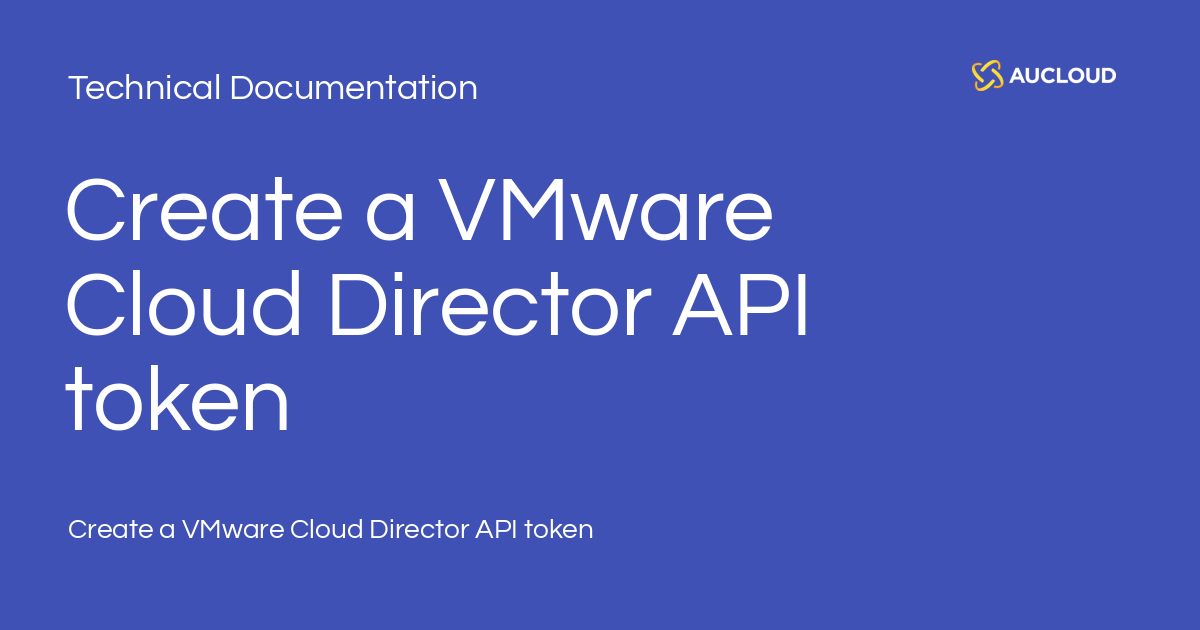 Technical Documentation
AUCLOUD
Create a VMware
Cloud Director API
token
Create a VMware Cloud Director API token